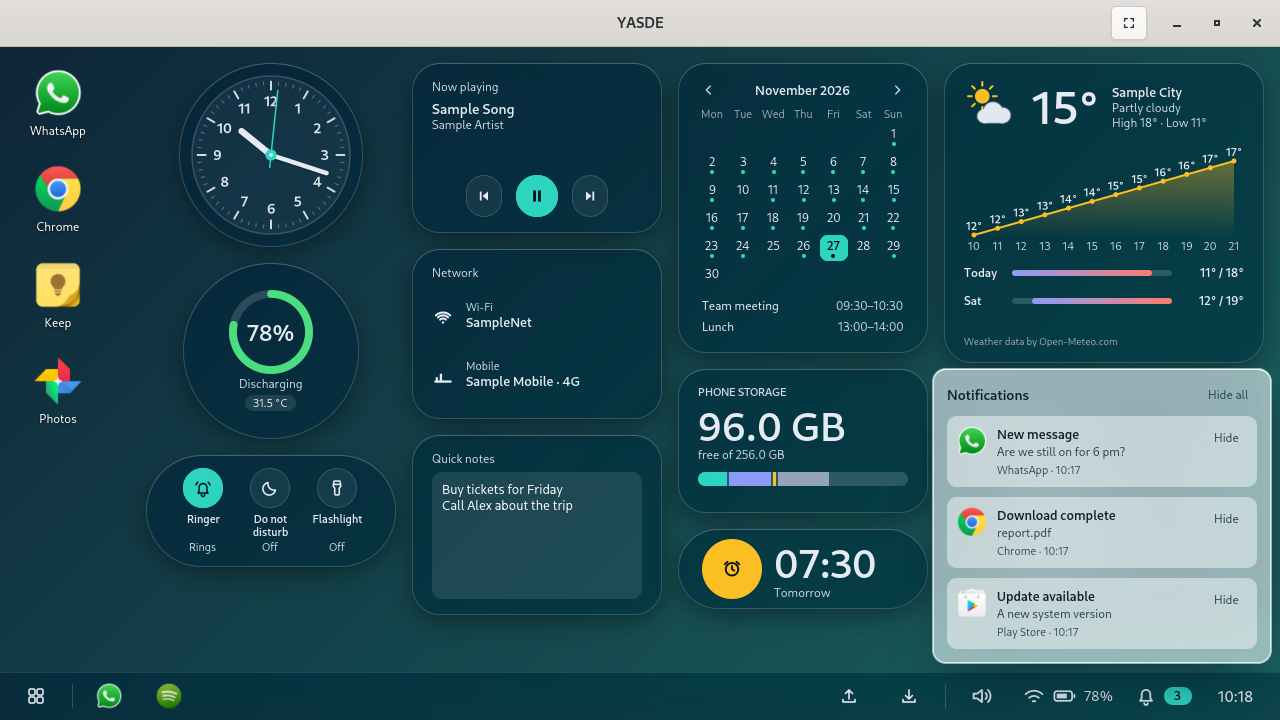 YASDE
WhatsApp
Chrome
Keep
Photos
12
1
2
3
4
5
6
7
8
9
10
11
78%
Discharging
31.5 °C
Ringer
Rings
Do not
disturb
Off
Flashlight
Off
Now playing
Sample Song
Sample Artist
Network
Wi-Fi
SampleNet
Mobile
Sample Mobile · 4G
Quick notes
Buy tickets for Friday
Call Alex about the trip
November 2026
Mon Tue Wed Thu Fri Sat Sun
1
2 3 4 5 6 7 8
9 10 11 12 13 14 15
16 17 18 19 20 21 22
23 24 25 26 27 28 29
30
Team meeting 09:30–10:30
Lunch 13:00–14:00
PHONE STORAGE
96.0 GB
free of 256.0 GB
07:30
Tomorrow
15°
Sample City
Partly cloudy
High 18° · Low 11°
12° 12° 13° 13° 14° 14° 15° 15° 16° 16° 17° 17°
10 11 12 13 14 15 16 17 18 19 20 21
Today 11° / 18°
Sat 12° / 19°
Weather data by Open-Meteo.com
Notifications Hide all
New message Hide
Are we still on for 6 pm?
WhatsApp · 10:17
Download complete Hide
report.pdf
Chrome · 10:17
Update available Hide
A new system version
Play Store · 10:17
78% 3 10:18